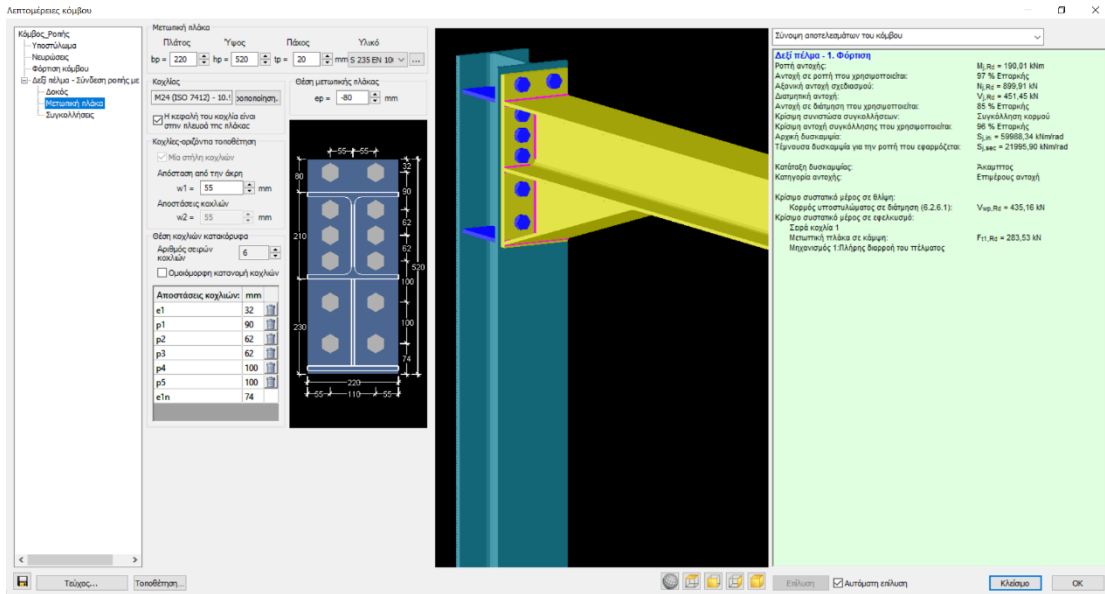 Λεπτομέρειες κόμβου
Κόμβος_Ροπής
Υποστύλωμα
Νευρώσεις
Φόρτιση κόμβου
Δεξί πέλμα - Σύνδεση ροπής με
Δοκός
Μετωπική πλάκα
Συγκολλήσεις
Μετωπική πλάκα
Πλάτος Ύψος Πάχος Υλικό
bp = 220 hp = 520 tp = 20 mm S 235 EN 10(
Κοχλίος
M24 (ISO 7412) - 10.9 τροποποίηση.
Η κεφαλή του κοχλία είναι
στην πλευρά της πλάκας
Θέση μετωπικής πλάκας
ep = -80 mm
Κοχλίες-οριζόντια τοποθέτηση
Μία στήλη κοχλιών
Απόσταση από την άκρη
w1 = 55 mm
Αποστάσεις κοχλιών
w2 = 55 mm
Θέση κοχλιών κατακόρυφα
Αριθμός σειρών
κοχλιών 6
Ομοιόμορφη κατανομή κοχλιών
Αποστάσεις κοχλιών: mm
e1 32
p1 90
p2 62
p3 62
p4 100
p5 100
e1n 74
55 55
80
32
90
62
210
62
520
100
230
100
74
220
55 110 55
Σύνοψη αποτελεσμάτων του κόμβου
Δεξί πέλμα - 1. Φόρτιση
Ροπή αντοχής: Mj,Rd = 190,01 kNm
Αντοχή σε ροπή που χρησιμοποιείται: 97 % Επαρκής
Αξονική αντοχή σχεδιασμού: Nj,Rd = 899,91 kN
Διατμητική αντοχή: Vj,Rd = 451,45 kN
Αντοχή σε διάτμηση που χρησιμοποιείται: 85 % Επαρκής
Κρίσιμη συνιστώσα συγκολλήσεων: Συγκόλληση κορμού
Κρίσιμη αντοχή συγκόλλησης που χρησιμοποιείται: 96 % Επαρκής
Αρχική δυσκαμψία: Sj,in = 59988,34 kNm/rad
Τέμνουσα δυσκαμψία για την ροπή που εφαρμόζεται: Sj,sec = 21995,90 kNm/rad
Κατάταξη δυσκαμψίας: Άκαμπτος
Κατηγορία αντοχής: Επιμέρους αντοχή
Κρίσιμο συστατικό μέρος σε θλίψη:
Κορμός υποστυλώματος σε διάτμηση (6.2.6.1): Vwp,Rd = 435,16 kN
Κρίσιμο συστατικό μέρος σε εφελκυσμό:
Σειρά κοχλία 1
Μετωπική πλάκα σε κάμψη: Ft1,Rd = 283,53 kN
Μηχανισμός 1:Πλήρης διαρροή του πέλματος
Τεύχος...
Τοποθέτηση...
Επίλυση
Αυτόματη επίλυση
Κλείσιμο
OK